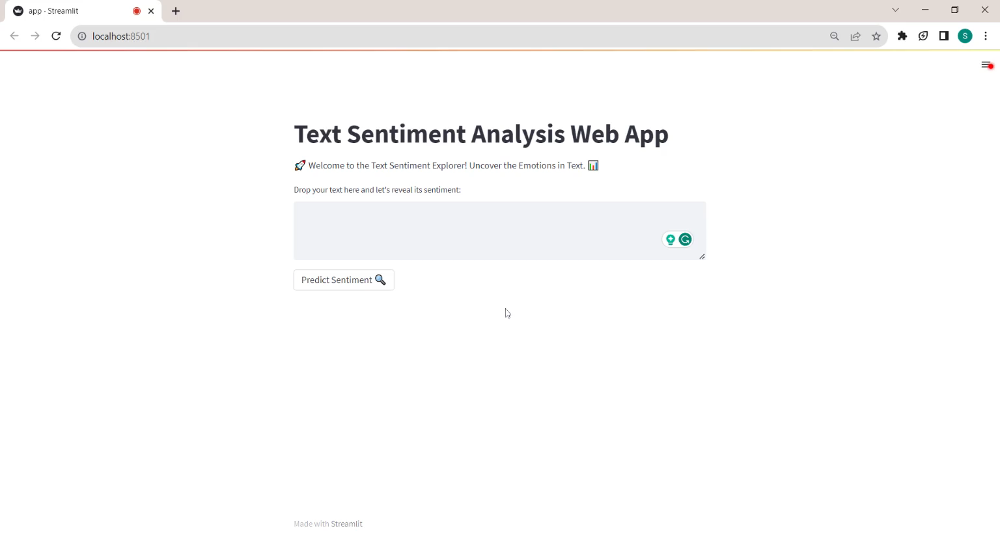 app · Streamlit
localhost:8501
S
Text Sentiment Analysis Web App
🚀 Welcome to the Text Sentiment Explorer! Uncover the Emotions in Text. 📊
Drop your text here and let's reveal its sentiment:
Predict Sentiment 🔍
Made with Streamlit